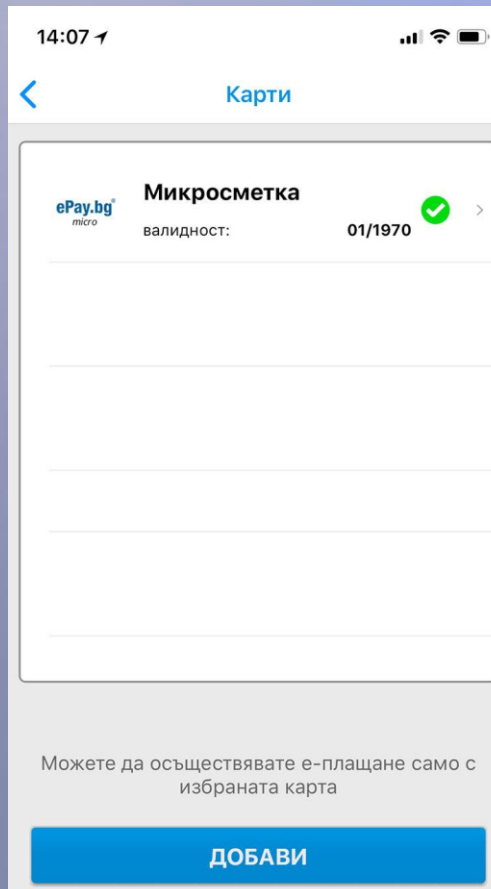 14:07
Карти
ePay.bg®
micro
Микросметка
валидност: 01/1970
Можете да осъществявате е-плащане само с
избраната карта
ДОБАВИ